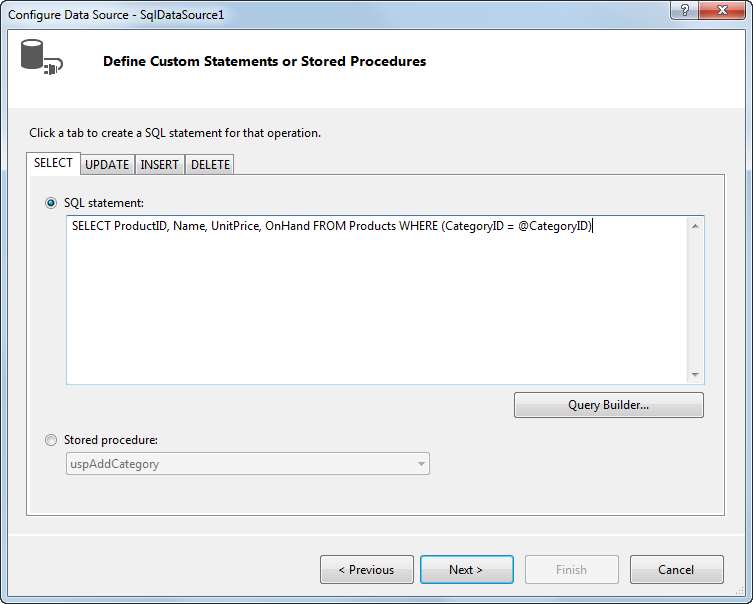 Configure Data Source - SqlDataSource1
?
Define Custom Statements or Stored Procedures
Click a tab to create a SQL statement for that operation.
SELECT UPDATE INSERT DELETE
SQL statement:
SELECT ProductID, Name, UnitPrice, OnHand FROM Products WHERE (CategoryID = @CategoryID)
Query Builder...
Stored procedure:
uspAddCategory
< Previous Next > Finish Cancel